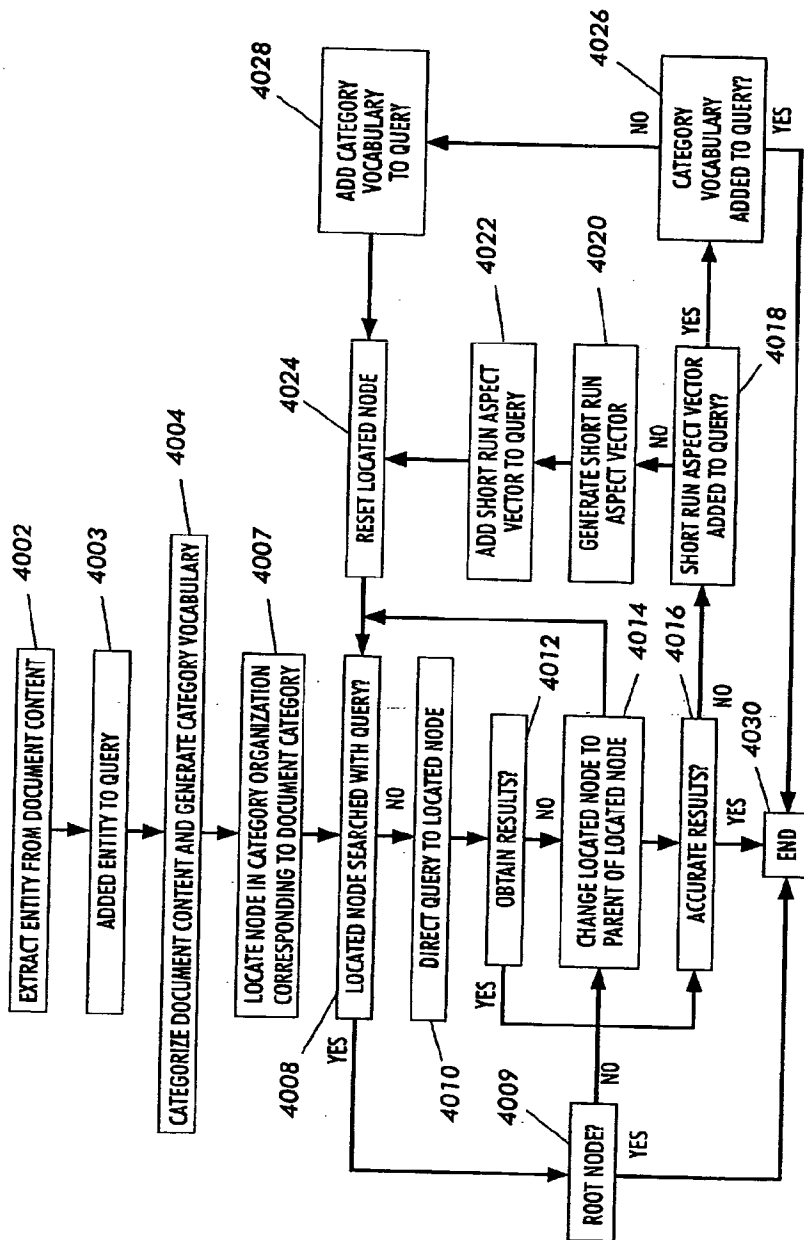 EXTRACT ENTITY FROM DOCUMENT CONTENT
4002
ADDED ENTITY TO QUERY
4003
CATEGORIZE DOCUMENT CONTENT AND GENERATE CATEGORY VOCABULARY
4004
LOCATE NODE IN CATEGORY ORGANIZATION
CORRESPONDING TO DOCUMENT CATEGORY
4007
LOCATED NODE SEARCHED WITH QUERY?
4008
YES
NO
DIRECT QUERY TO LOCATED NODE
4010
OBTAIN RESULTS?
4012
YES
NO
ROOT NODE?
4009
NO
YES
CHANGE LOCATED NODE TO
PARENT OF LOCATED NODE
4014
ACCURATE RESULTS?
4016
NO
YES
END
4030
RESET LOCATED NODE
4024
ADD SHORT RUN ASPECT
VECTOR TO QUERY
4022
GENERATE SHORT RUN
ASPECT VECTOR
4020
NO
SHORT RUN ASPECT VECTOR
ADDED TO QUERY?
4018
YES
ADD CATEGORY
VOCABULARY
TO QUERY
4028
NO
CATEGORY
VOCABULARY
ADDED TO QUERY?
4026
YES